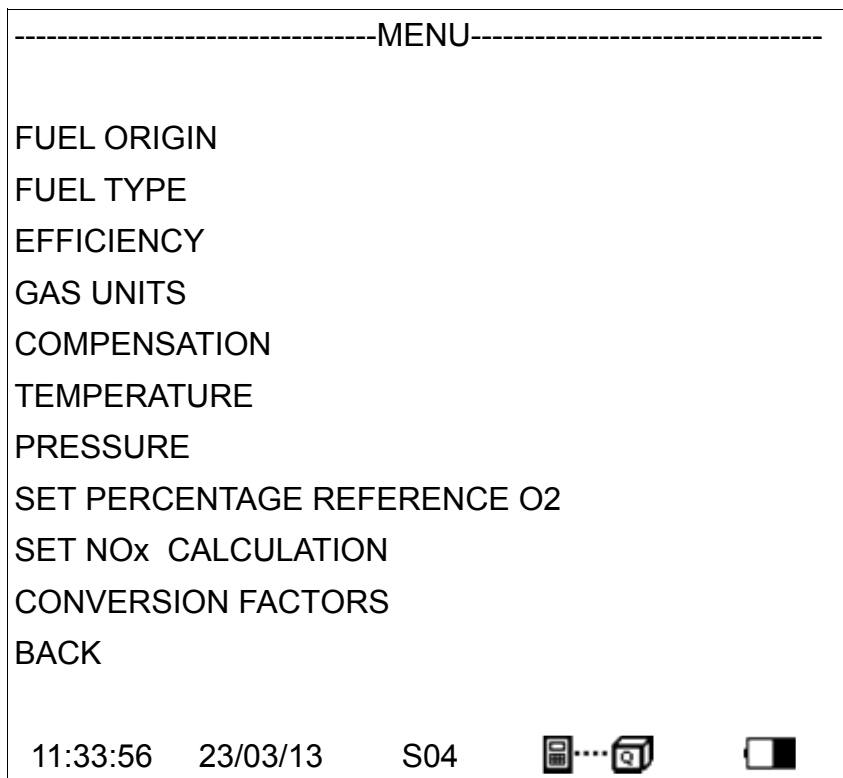 ----------------------------------MENU---------------------------------
FUEL ORIGIN
FUEL TYPE
EFFICIENCY
GAS UNITS
COMPENSATION
TEMPERATURE
PRESSURE
SET PERCENTAGE REFERENCE O2
SET NOx  CALCULATION
CONVERSION FACTORS
BACK
11:33:56 23/03/13 S04 Q